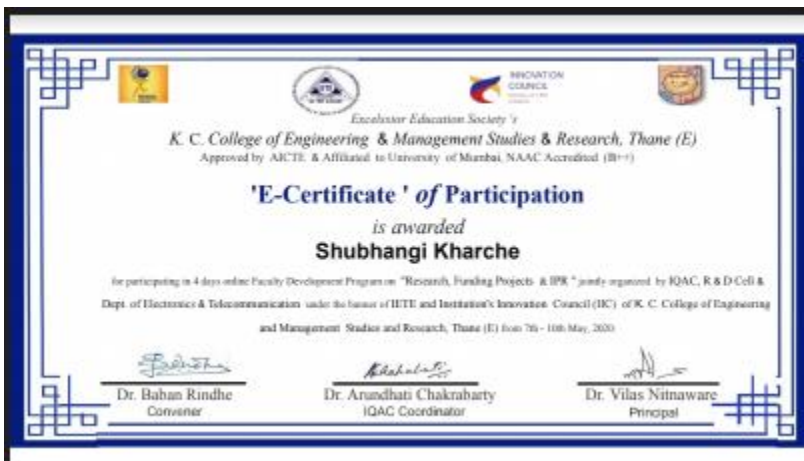 INNOVATION
COUNCIL
Excelssior Education Society 's
K. C. College of Engineering & Management Studies & Research, Thane (E)
Approved by AICTE & Affiliated to University of Mumbai, NAAC Accredited (B++)
'E-Certificate ' of Participation
is awarded
Shubhangi Kharche
for participating in 4 days online Faculty Development Program on "Research, Funding Projects & IPR " jointly organized by IQAC, R & D Cell &
Dept. of Electronics & Telecommunication under the banner of IETE and Institution's Innovation Council (IIC) of K. C. College of Engineering
and Management Studies and Research, Thane (E) from 7th - 10th May, 2020
Dr. Baban Rindhe
Dr. Arundhati Chakrabarty
Dr. Vilas Nitnaware
Convener
IQAC Coordinator
Principal